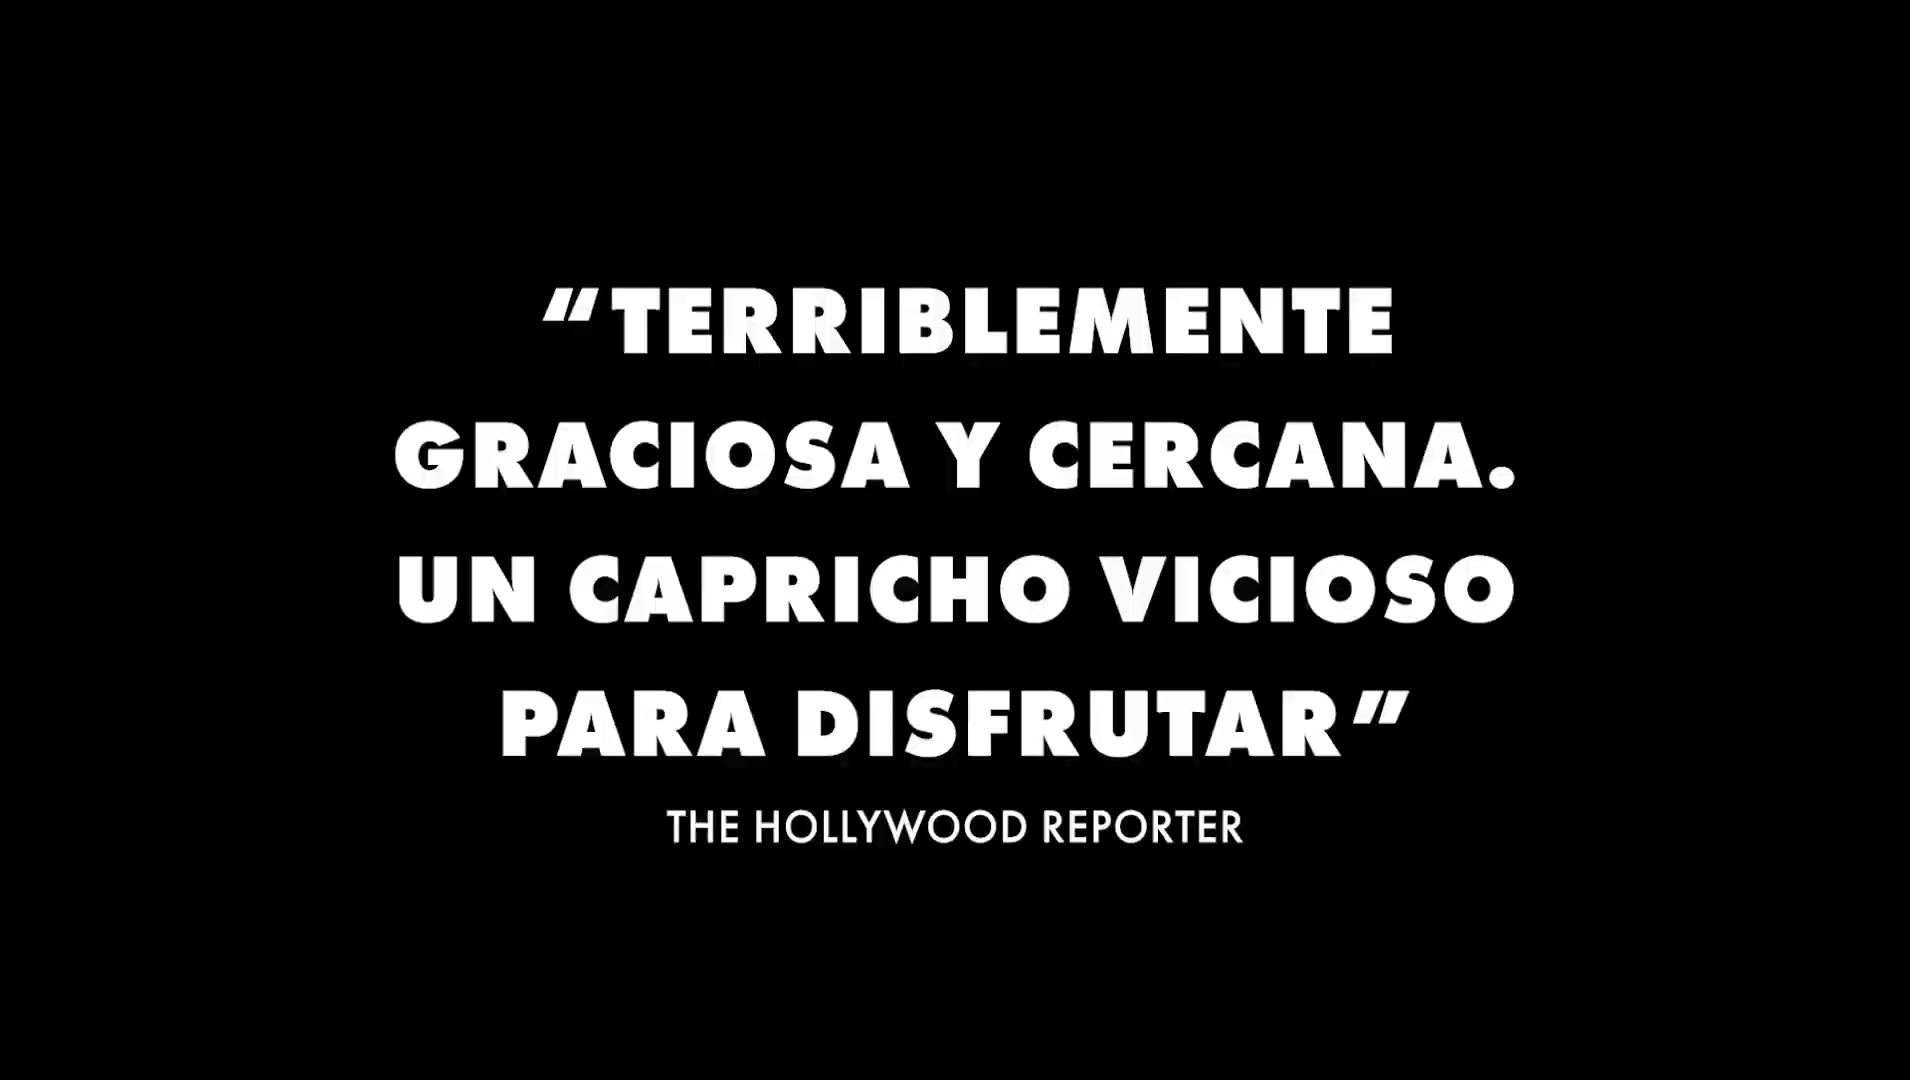 “TERRIBLEMENTE
GRACIOSA Y CERCANA.
UN CAPRICHO VICIOSO
PARA DISFRUTAR”
THE HOLLYWOOD REPORTER